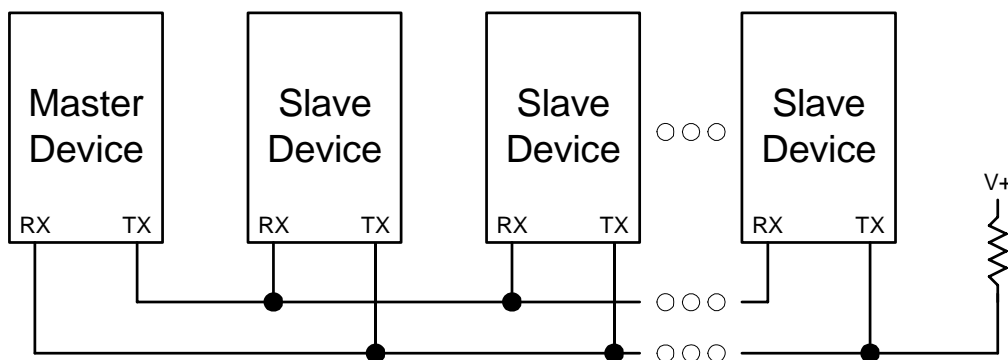 Master
Device
Slave
Device
Slave
Device
Slave
Device
V+
RX TX
RX TX
RX TX
RX TX